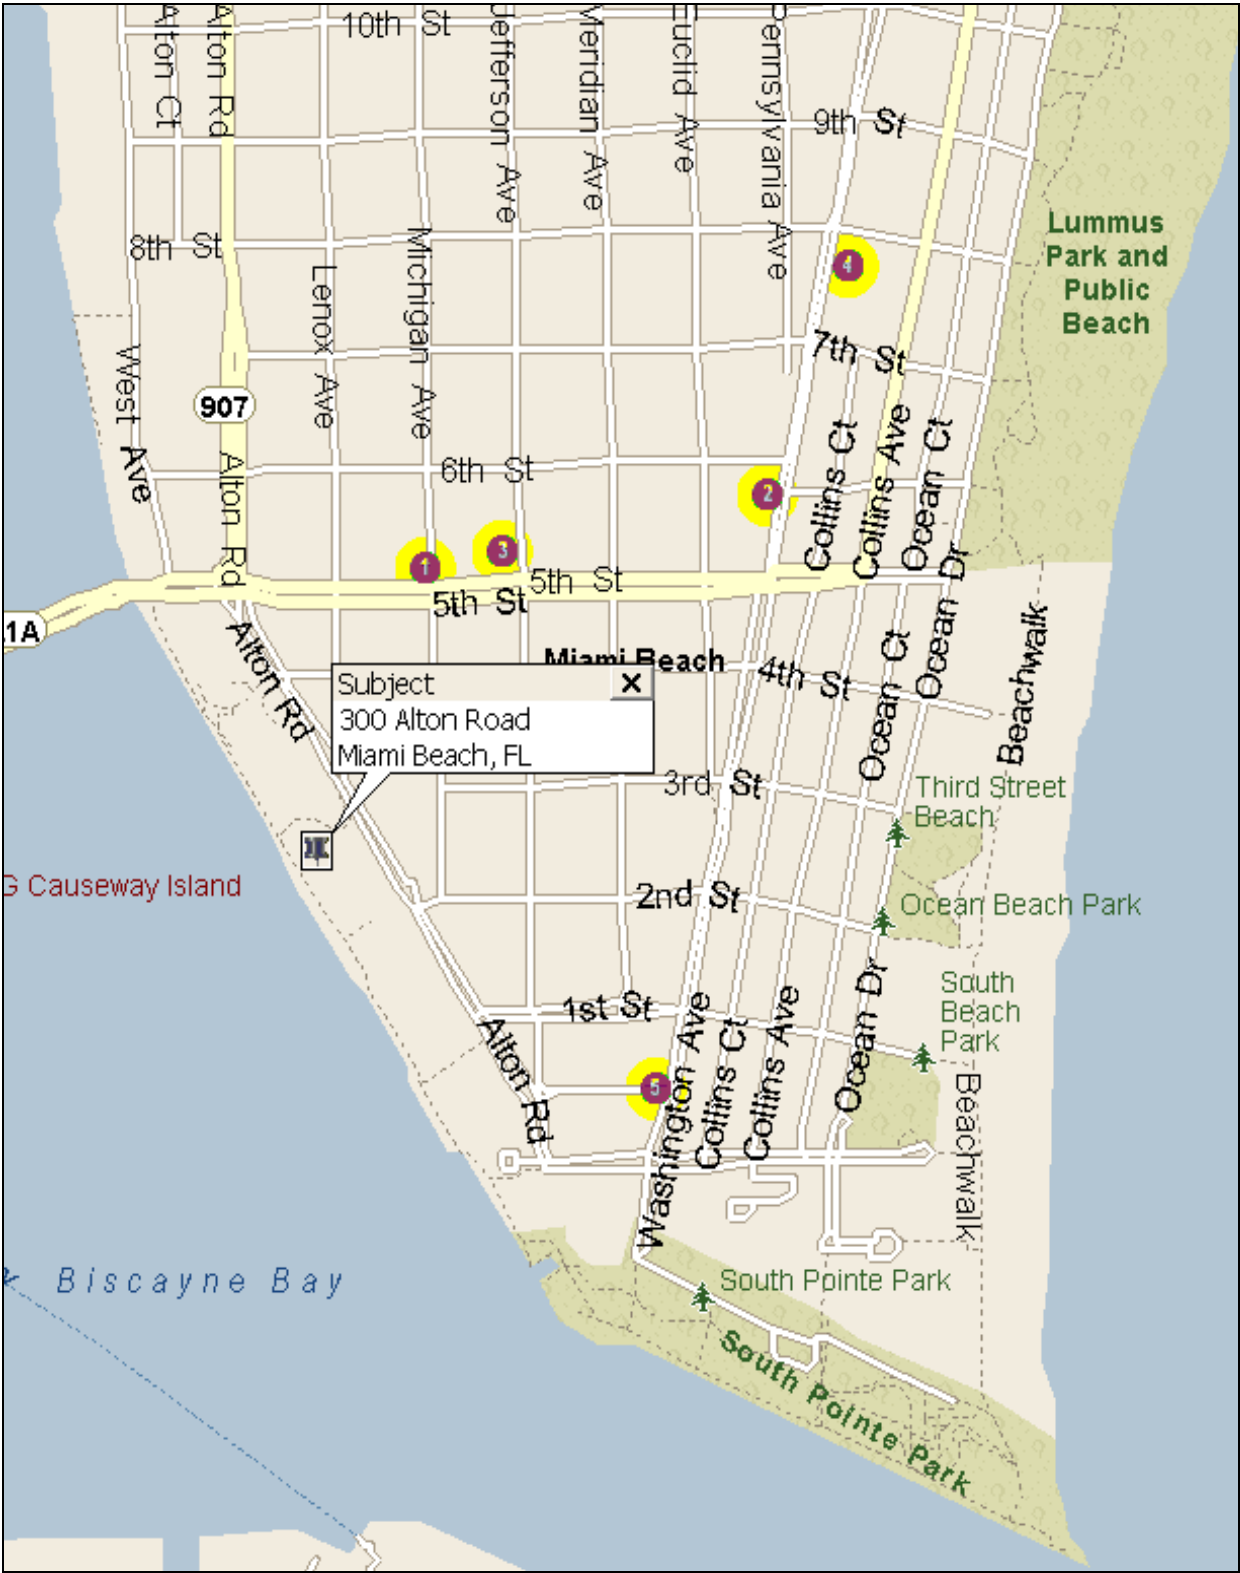 10th St
Alton Ct
Alton Rd
Jefferson Ave
Meridian Ave
Euclid Ave
Pennsylvania Ave
9th St
8th St
Lummus
Park and
Public
Beach
4
Lenox Ave
Michigan Ave
7th St
West Ave
907
Alton Rd
6th St
2
Collins Ct
Collins Ave
Ocean Ct
Ocean Dr
1
3
5th St
5th St
1A
Alton Rd
Miami Beach
4th St
Ocean Ct
Ocean Dr
Beachwalk
Subject
300 Alton Road
Miami Beach, FL
3rd St
Third Street
Beach
G Causeway Island
2nd St
Ocean Beach Park
1st St
South
Beach
Park
Alton Rd
5
Washington Ave
Collins Ct
Collins Ave
Ocean Dr
Beachwalk
Biscayne Bay
South Pointe Park
South Pointe Park